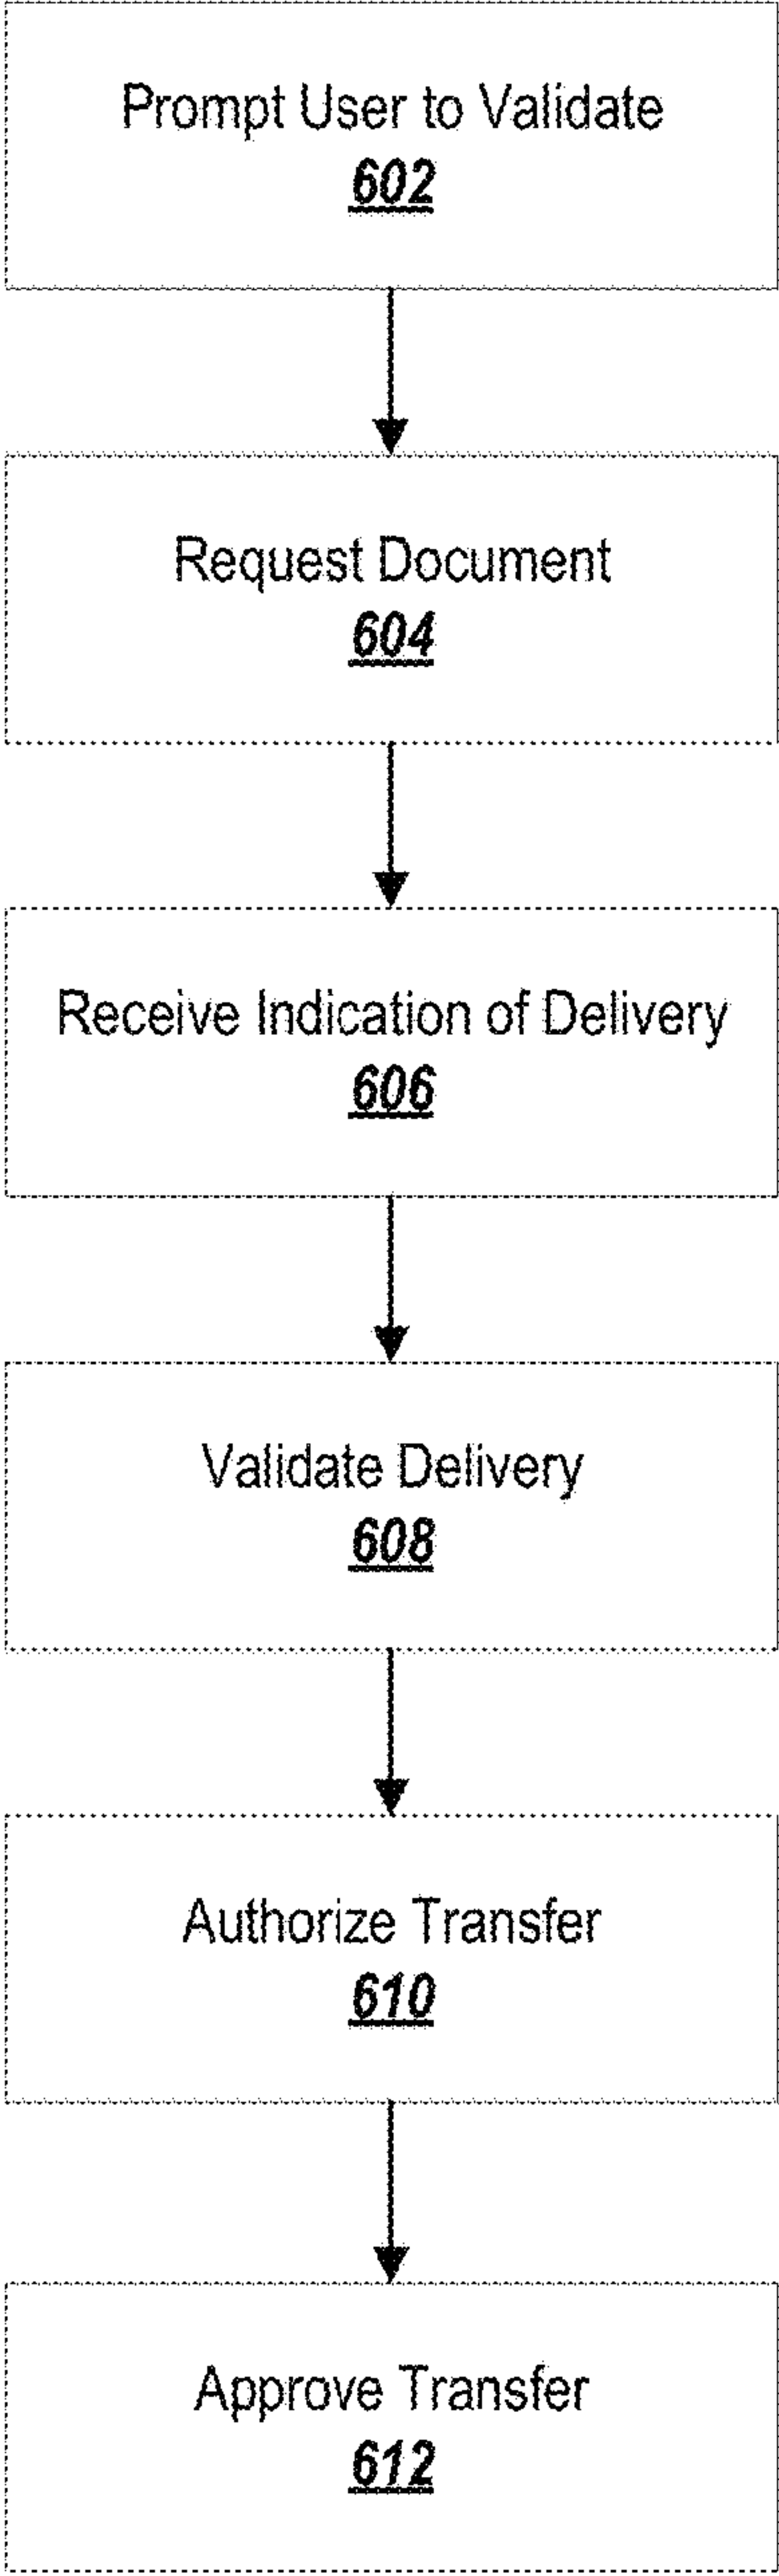 Prompt User to Validate
602
Request Document
604
Receive Indication of Delivery
606
Validate Delivery
608
Authorize Transfer
610
Approve Transfer
612